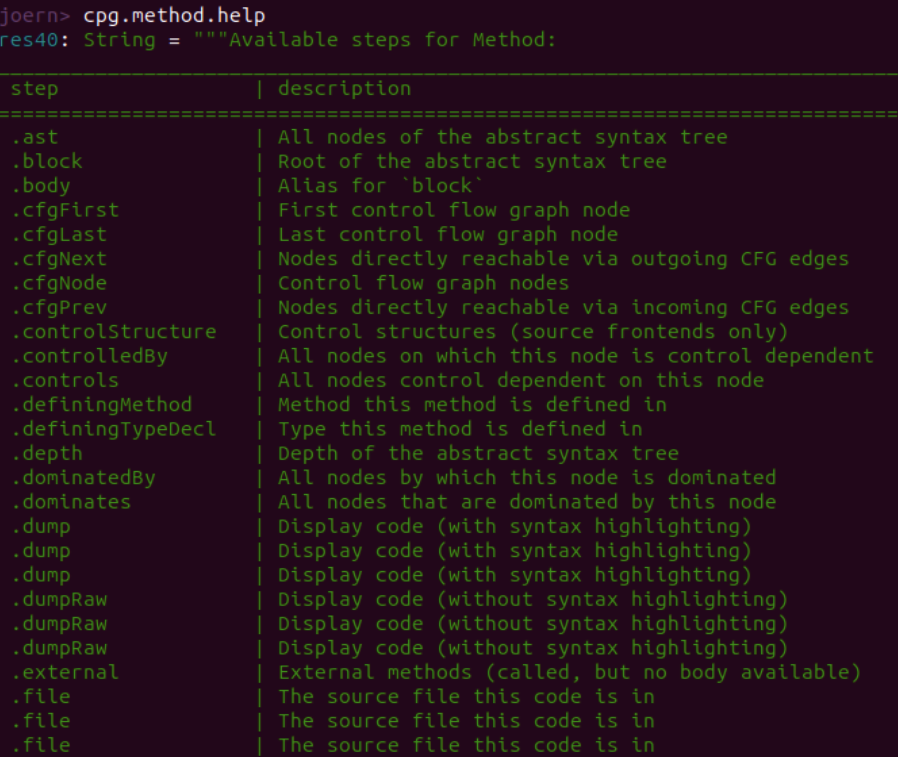 joern> cpg.method.help
res40: String = """Available steps for Method:
step | description
.ast | All nodes of the abstract syntax tree
.block | Root of the abstract syntax tree
.body | Alias for `block`
.cfgFirst | First control flow graph node
.cfgLast | Last control flow graph node
.cfgNext | Nodes directly reachable via outgoing CFG edges
.cfgNode | Control flow graph nodes
.cfgPrev | Nodes directly reachable via incoming CFG edges
.controlStructure | Control structures (source frontends only)
.controlledBy | All nodes on which this node is control dependent
.controls | All nodes control dependent on this node
.definingMethod | Method this method is defined in
.definingTypeDecl | Type this method is defined in
.depth | Depth of the abstract syntax tree
.dominatedBy | All nodes by which this node is dominated
.dominates | All nodes that are dominated by this node
.dump | Display code (with syntax highlighting)
.dump | Display code (with syntax highlighting)
.dump | Display code (with syntax highlighting)
.dumpRaw | Display code (without syntax highlighting)
.dumpRaw | Display code (without syntax highlighting)
.dumpRaw | Display code (without syntax highlighting)
.external | External methods (called, but no body available)
.file | The source file this code is in
.file | The source file this code is in
.file | The source file this code is in